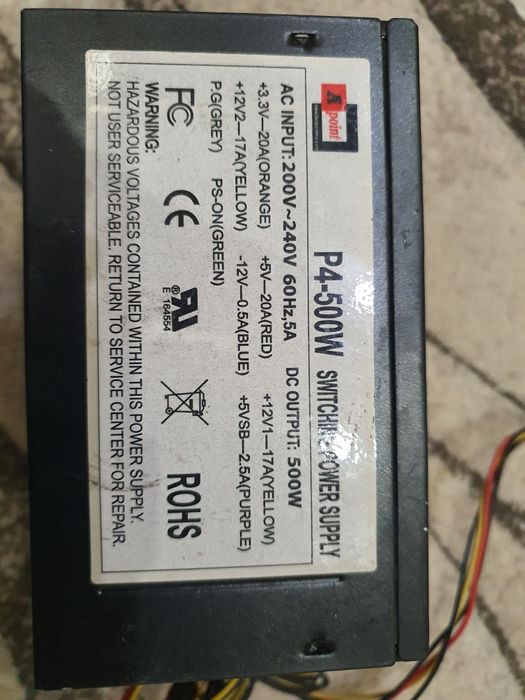 A point
P4-500W SWITCHING POWER SUPPLY
AC INPUT: 200V~240V 60Hz,5A DC OUTPUT: 500W
+3.3V—20A(ORANGE) +5V—20A(RED) +12V1—17A(YELLOW)
+12V2—17A(YELLOW) -12V—0.5A(BLUE) +5VSB—2.5A(PURPLE)
P.G(GREY) PS-ON(GREEN)
FC CE RU ® E 164554 ROHS
WARNING:
HAZARDOUS VOLTAGES CONTAINED WITHIN THIS POWER SUPPLY.
NOT USER SERVICEABLE. RETURN TO SERVICE CENTER FOR REPAIR.